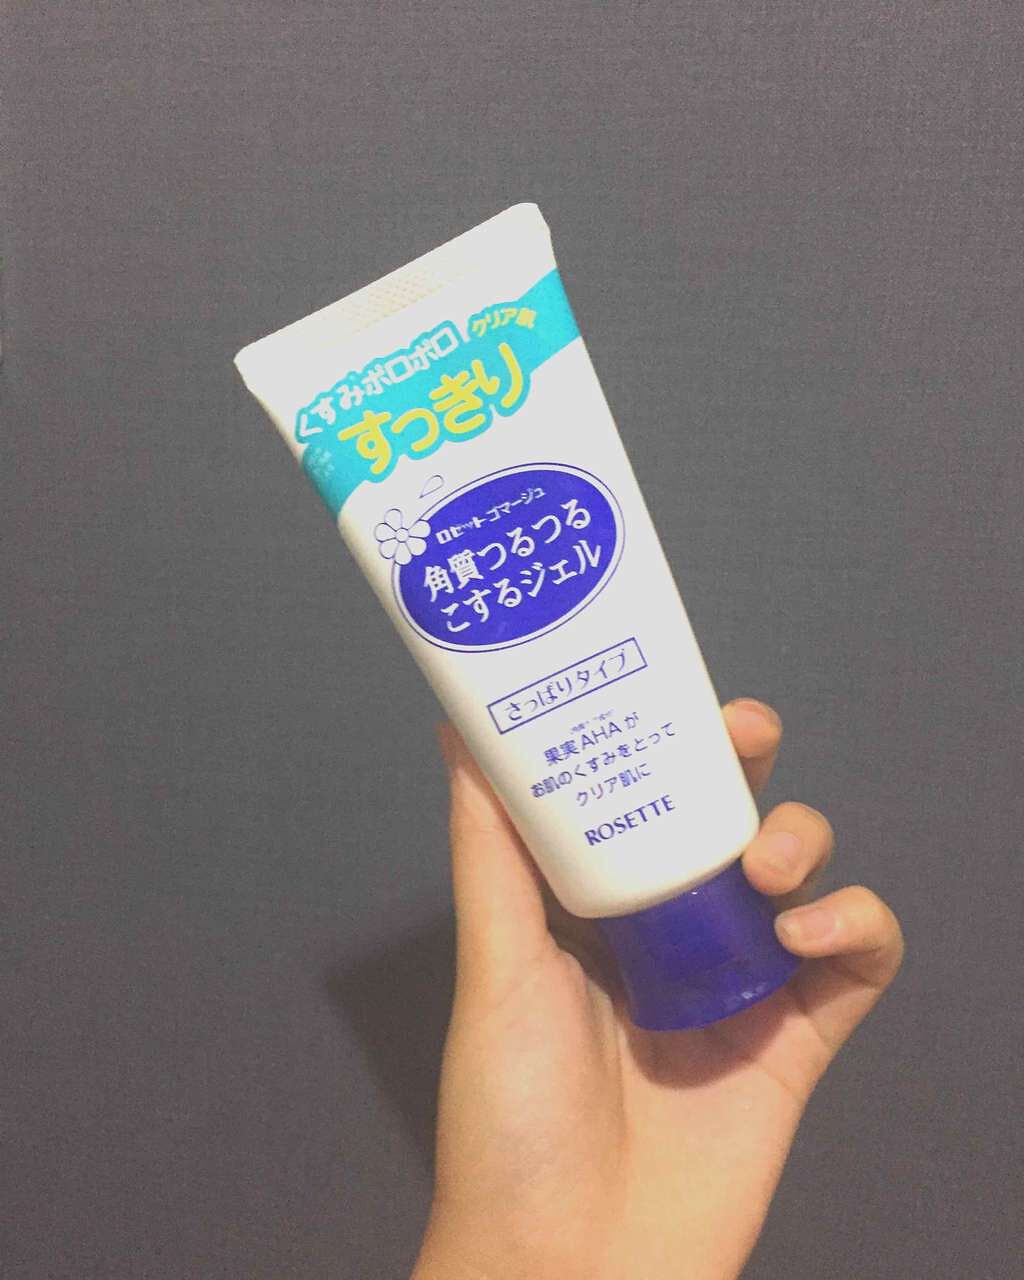 くすみポロポロ！クリア肌
すっきり
ロゼットゴマージュ
角質つるつる
こするジェル
さっぱりタイプ
果実AHAが
お肌のくすみをとって
クリア肌に
ROSETTE